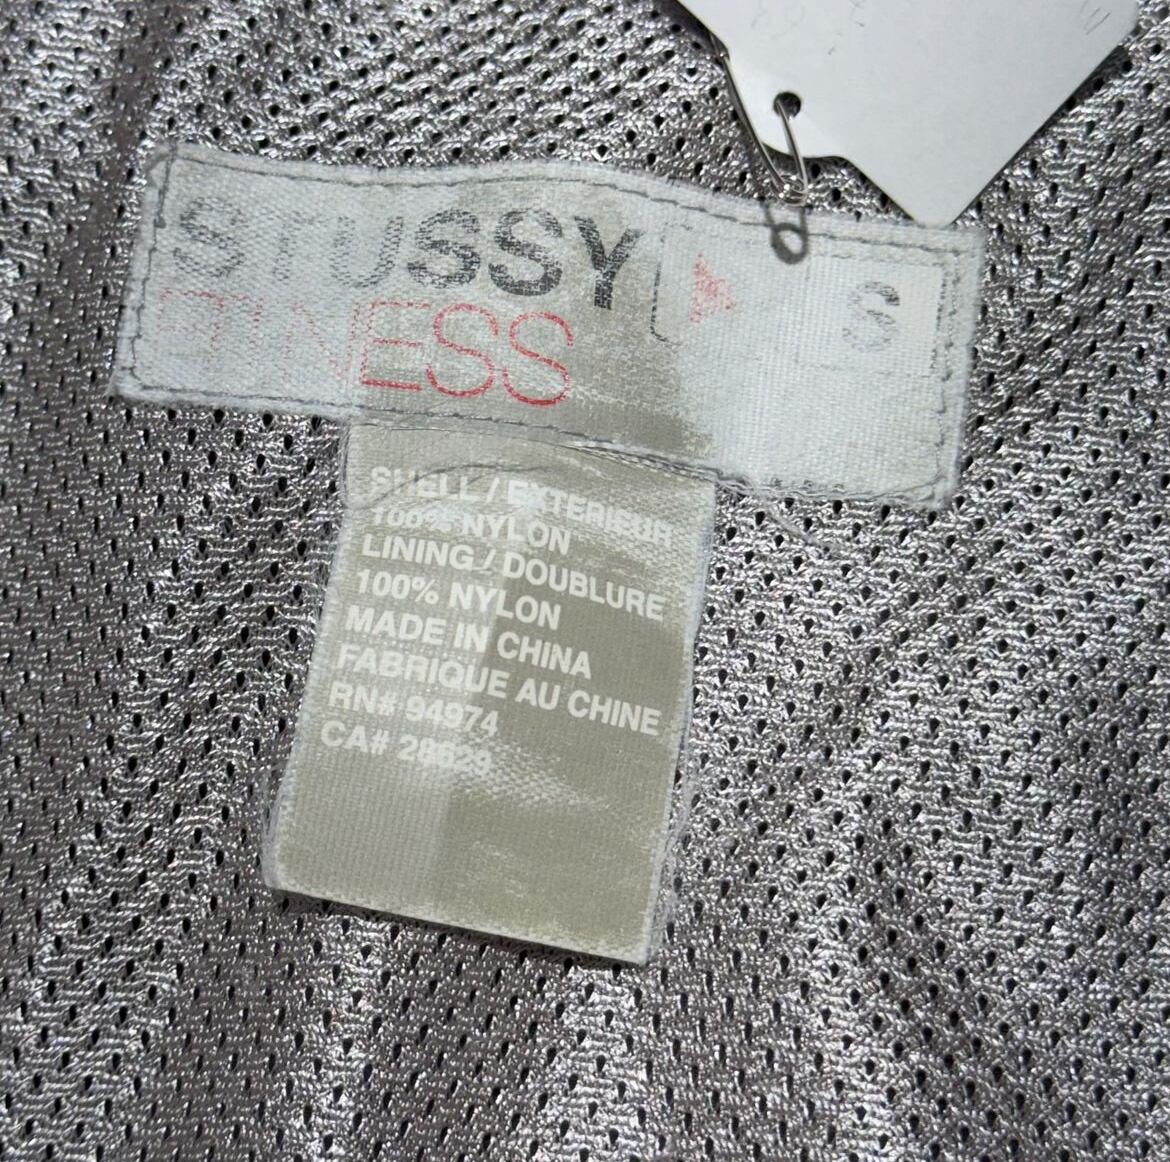 STUSSY
FITNESS
S
SHELL / EXTERIEUR
100% NYLON
LINING / DOUBLURE
100% NYLON
MADE IN CHINA
FABRIQUE AU CHINE
RN# 94974
CA#